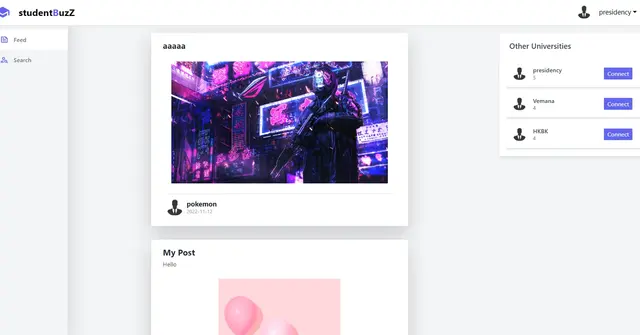 studentBuzZ
presidency
Feed
Search
aaaaa
pokemon
2022-11-12
My Post
Hello
Other Universities
presidency
5
Connect
Vemana
4
Connect
HKBK
4
Connect